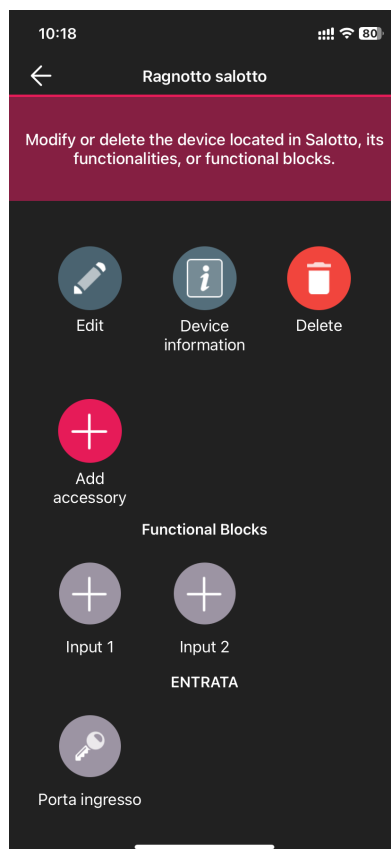 10:18
80
Ragnotto salotto
Modify or delete the device located in Salotto, its
functionalities, or functional blocks.
Edit
Device
information
Delete
Add
accessory
Functional Blocks
Input 1
Input 2
ENTRATA
Porta ingresso